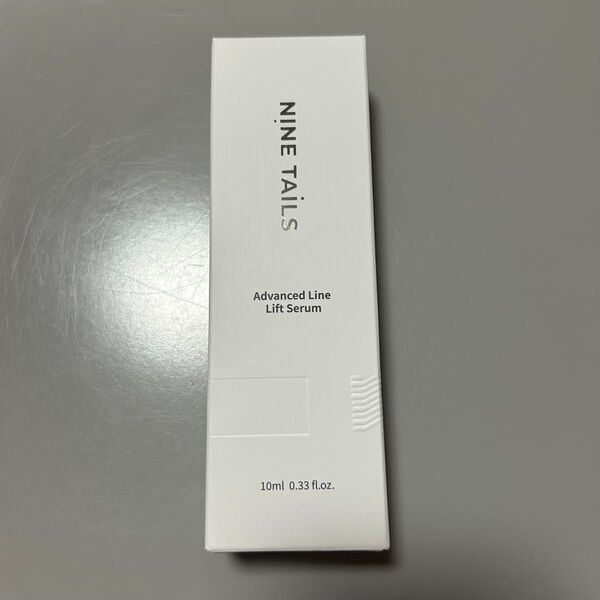 NiNE TAiLS
Advanced Line
Lift Serum
10ml 0.33 fl.oz.